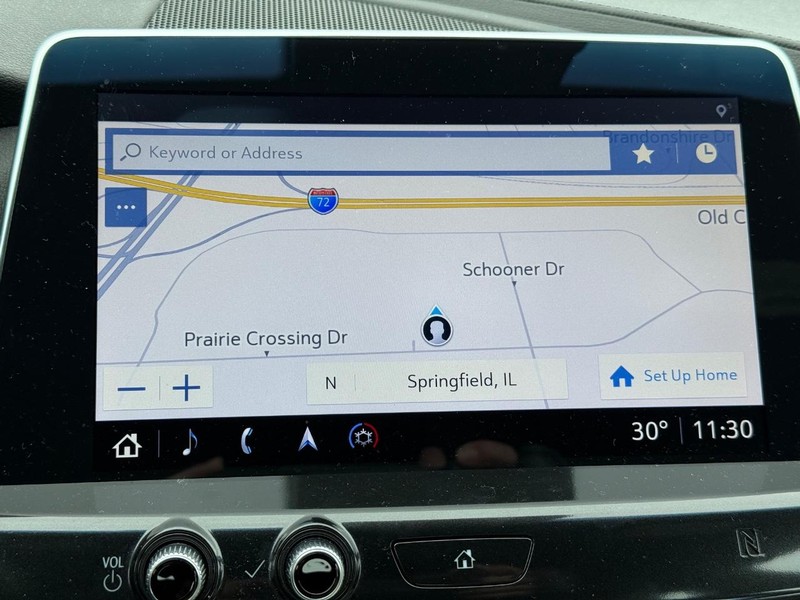 Brandonshire Dr
Keyword or Address
72
Old C
Schooner Dr
Prairie Crossing Dr
N Springfield, IL Set Up Home
30° 11:30
VOL